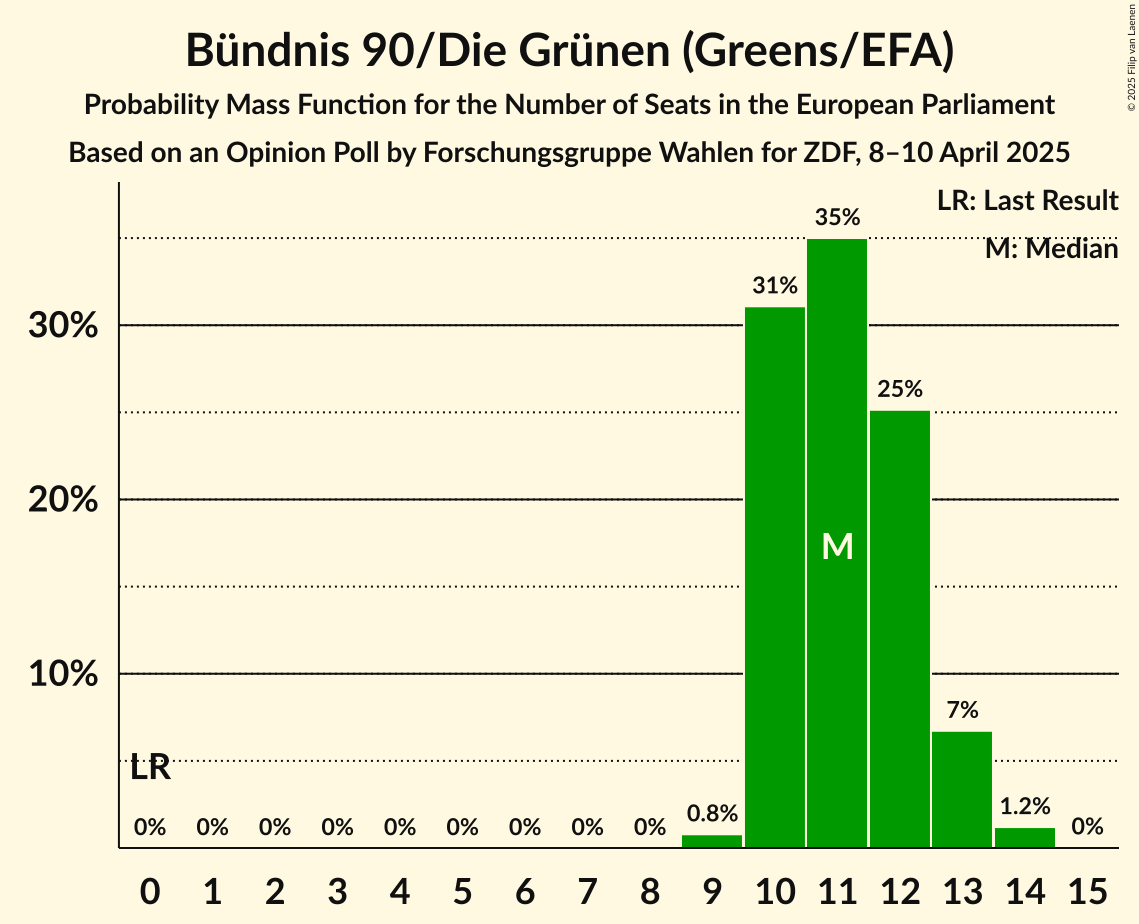 Bündnis 90/Die Grünen (Greens/EFA)
Probability Mass Function for the Number of Seats in the European Parliament
Based on an Opinion Poll by Forschungsgruppe Wahlen for ZDF, 8–10 April 2025
© 2025 Filip van Laenen
LR: Last Result
M: Median
35%
31%
30%
25%
20%
M
10%
7%
LR
0% 0% 0% 0% 0% 0% 0% 0% 0% 0.8% 1.2% 0%
0 1 2 3 4 5 6 7 8 9 10 11 12 13 14 15